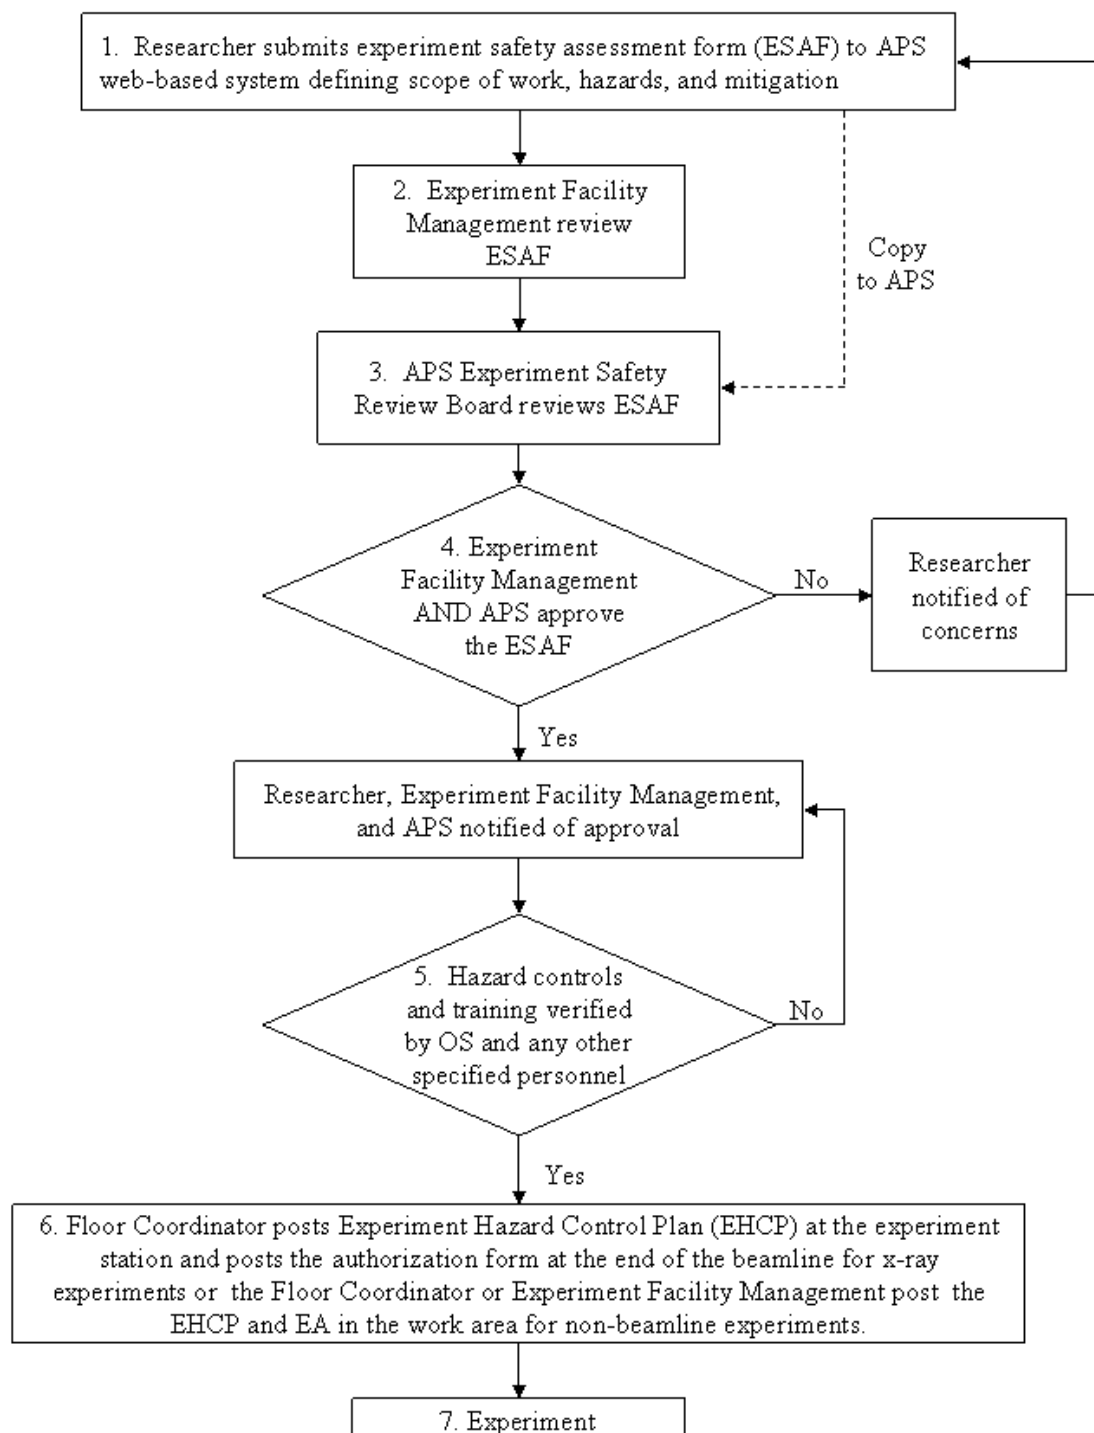 1. Researcher submits experiment safety assessment form (ESAF) to APS
web-based system defining scope of work, hazards, and mitigation
2. Experiment Facility
Management review
ESAF
Copy
to APS
3. APS Experiment Safety
Review Board reviews ESAF
4. Experiment
Facility Management
AND APS approve
the ESAF
No
Researcher
notified of
concerns
Yes
Researcher, Experiment Facility Management,
and APS notified of approval
5. Hazard controls
and training verified
by OS and any other
specified personnel
No
Yes
6. Floor Coordinator posts Experiment Hazard Control Plan (EHCP) at the experiment
station and posts the authorization form at the end of the beamline for x-ray
experiments or the Floor Coordinator or Experiment Facility Management post the
EHCP and EA in the work area for non-beamline experiments.
7. Experiment